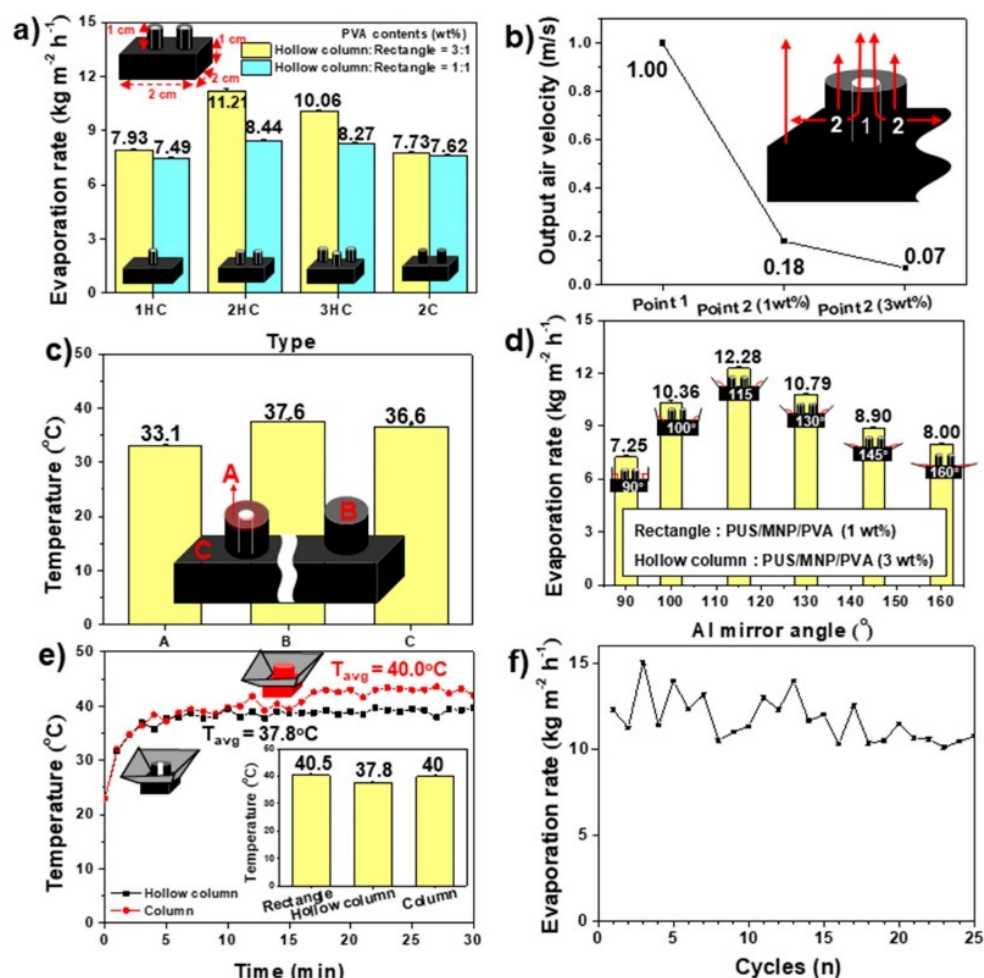 a)
15
12
9
6
3
0
Evaporation rate (kg m⁻² h⁻¹)
1 cm
1 cm
2 cm
2 cm
PVA contents (wt%)
Hollow column: Rectangle = 3:1
Hollow column: Rectangle = 1:1
7.93
7.49
11.21
8.44
10.06
8.27
7.73
7.62
1HC
2HC
3HC
2C
Type
b)
1.0
0.8
0.6
0.4
0.2
0.0
Output air velocity (m/s)
1.00
0.18
0.07
2
1
2
Point 1
Point 2 (1wt%)
Point 2 (3wt%)
c)
50
40
30
20
10
0
Temperature (°C)
33.1
37.6
36.6
A
B
C
A
B
C
d)
15
12
9
6
3
0
Evaporation rate (kg m⁻² h⁻¹)
7.25
10.36
12.28
10.79
8.90
8.00
90°
100°
115
130°
145°
160°
Rectangle : PUS/MNP/PVA (1 wt%)
Hollow column : PUS/MNP/PVA (3 wt%)
90
100
110
120
130
140
150
160
Al mirror angle (°)
e)
50
40
30
20
10
0
Temperature (°C)
Tavg = 40.0°C
Tavg = 37.8°C
60
40
20
0
Temperature (°C)
40.5
37.8
40
Rectangle
Hollow column
Column
Hollow column
Column
0
5
10
15
20
25
30
Time (min)
f)
15
10
5
0
Evaporation rate (kg m⁻² h⁻¹)
0
5
10
15
20
25
Cycles (n)